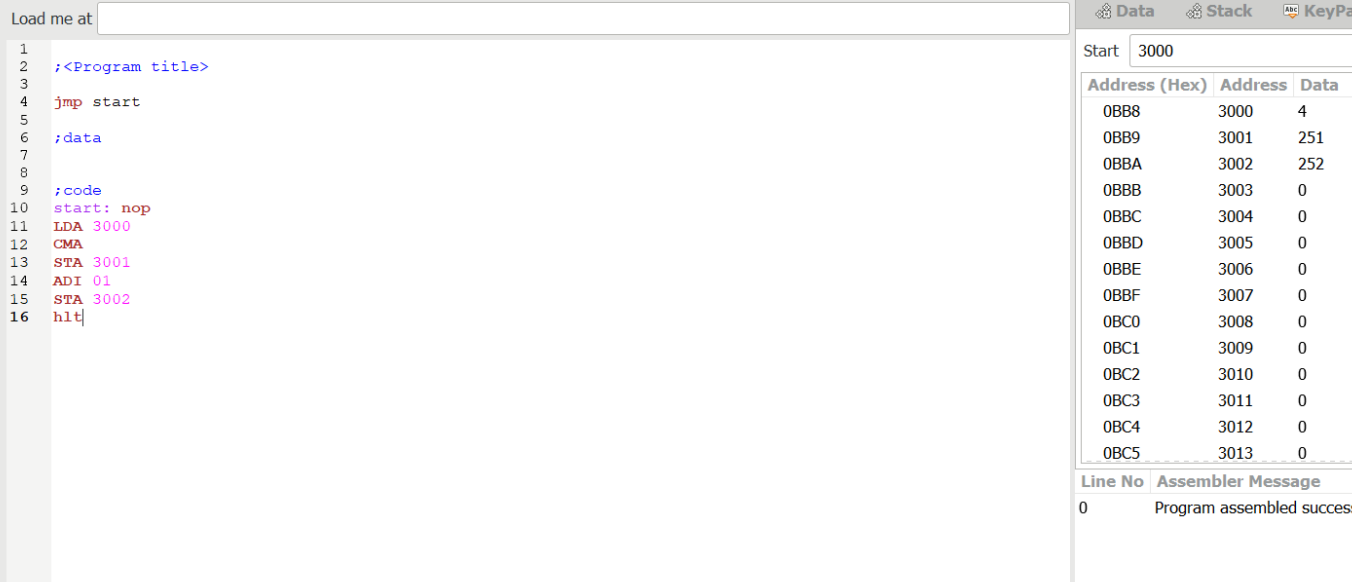 Load me at
1
2 ;<Program title>
3
4 jmp start
5
6 ;data
7
8
9 ;code
10 start: nop
11 LDA 3000
12 CMA
13 STA 3001
14 ADI 01
15 STA 3002
16 hlt
Data Stack KeyPa
Start 3000
Address (Hex) Address Data
0BB8 3000 4
0BB9 3001 251
0BBA 3002 252
0BBB 3003 0
0BBC 3004 0
0BBD 3005 0
0BBE 3006 0
0BBF 3007 0
0BC0 3008 0
0BC1 3009 0
0BC2 3010 0
0BC3 3011 0
0BC4 3012 0
0BC5 3013 0
Line No Assembler Message
0 Program assembled succes